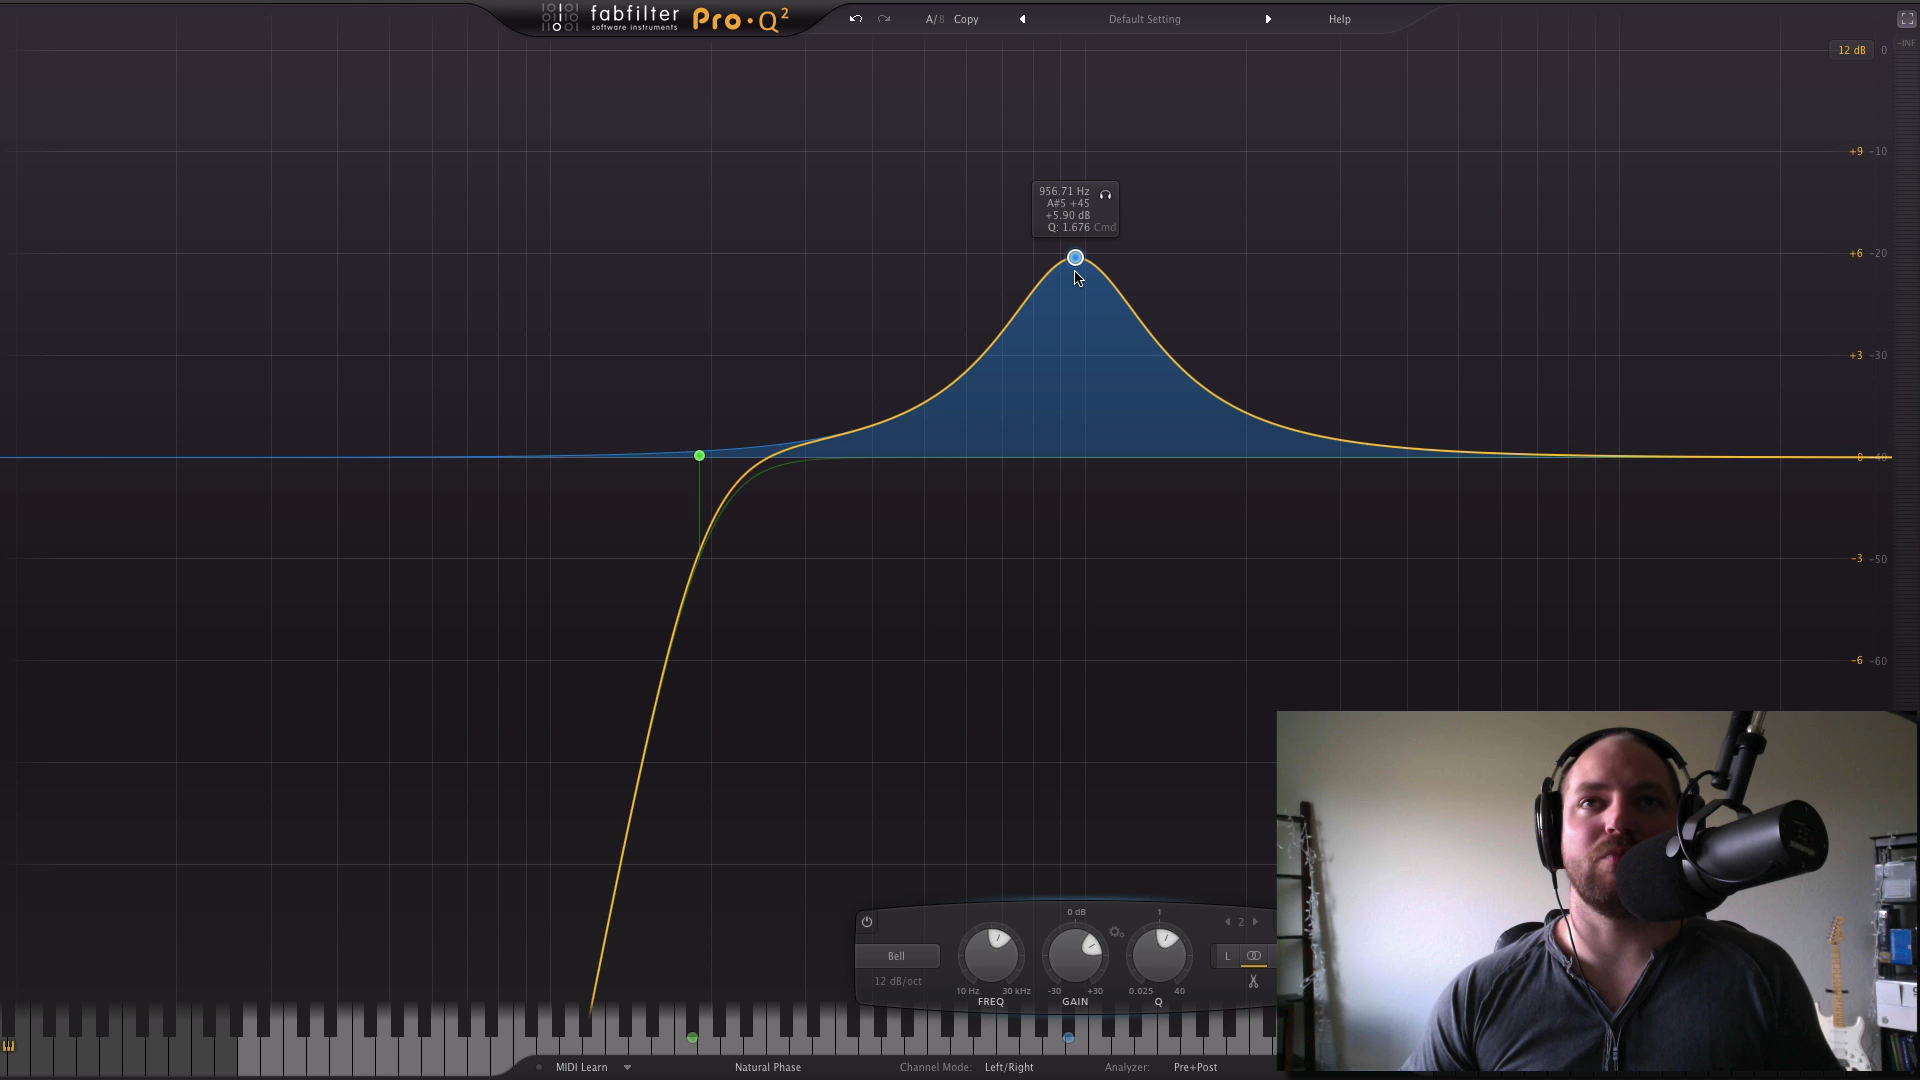 fabfilter
software instruments
Pro·Q²
A/B Copy
Default Setting
Help
12 dB
0
-INF
+9 -10
+6 -20
+3 -30
0 -40
-3 -50
-6 -60
956.71 Hz
A#5 +45
+5.90 dB
Q: 1.676 Cmd
0 dB
1
2
Bell
12 dB/oct
L
10 Hz 30 kHz
-30 +30
0.025 40
FREQ
GAIN
Q
MIDI Learn
Natural Phase
Channel Mode: Left/Right
Analyzer: Pre+Post